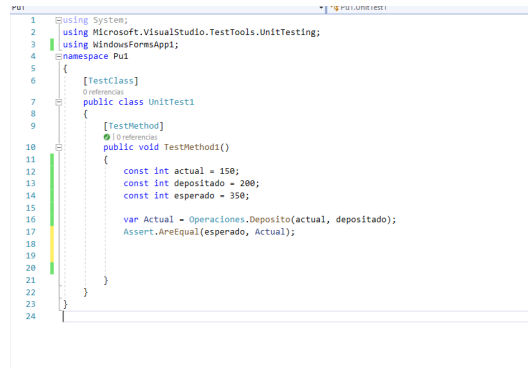 Pu1 Pu1.UnitTest1
1 using System;
2 using Microsoft.VisualStudio.TestTools.UnitTesting;
3 using WindowsFormsApp1;
4 namespace Pu1
5 {
6 [TestClass]
0 referencias
7 public class UnitTest1
8 {
9 [TestMethod]
| 0 referencias
10 public void TestMethod1()
11 {
12 const int actual = 150;
13 const int depositado = 200;
14 const int esperado = 350;
15
16 var Actual = Operaciones.Deposito(actual, depositado);
17 Assert.AreEqual(esperado, Actual);
18
19
20
21 }
22 }
23 }
24